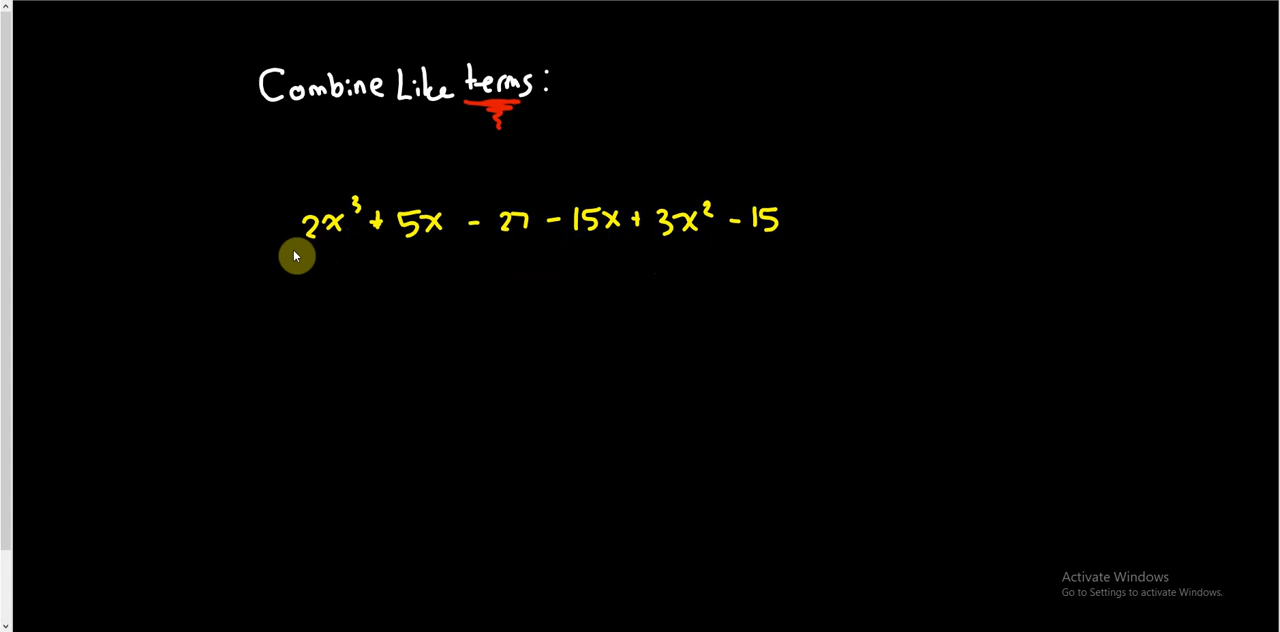 Combine Like terms:
2x³ + 5x - 27 - 15x + 3x² - 15
Activate Windows
Go to Settings to activate Windows.